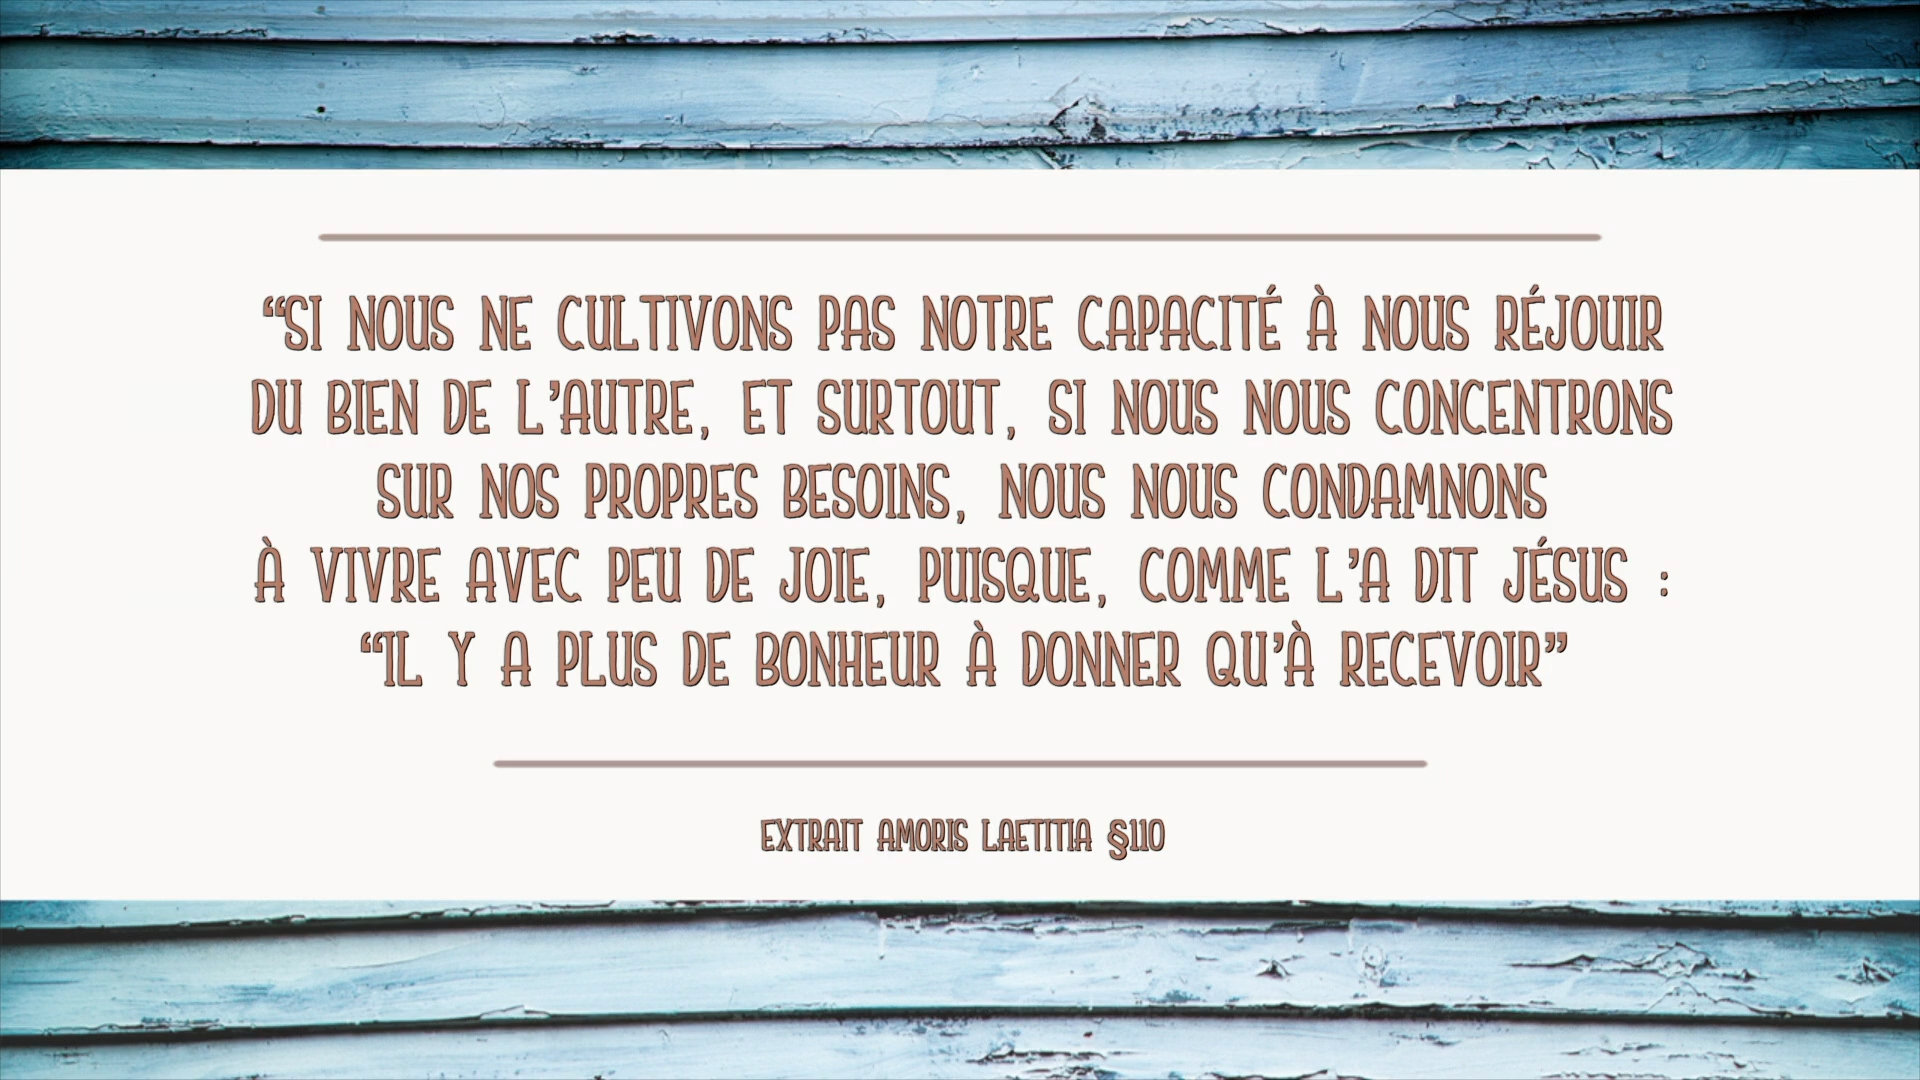 “SI NOUS NE CULTIVONS PAS NOTRE CAPACITÉ À NOUS RÉJOUIR
DU BIEN DE L’AUTRE, ET SURTOUT, SI NOUS NOUS CONCENTRONS
SUR NOS PROPRES BESOINS, NOUS NOUS CONDAMNONS
À VIVRE AVEC PEU DE JOIE, PUISQUE, COMME L’A DIT JÉSUS :
“IL Y A PLUS DE BONHEUR À DONNER QU’À RECEVOIR”
EXTRAIT AMORIS LAETITIA §110